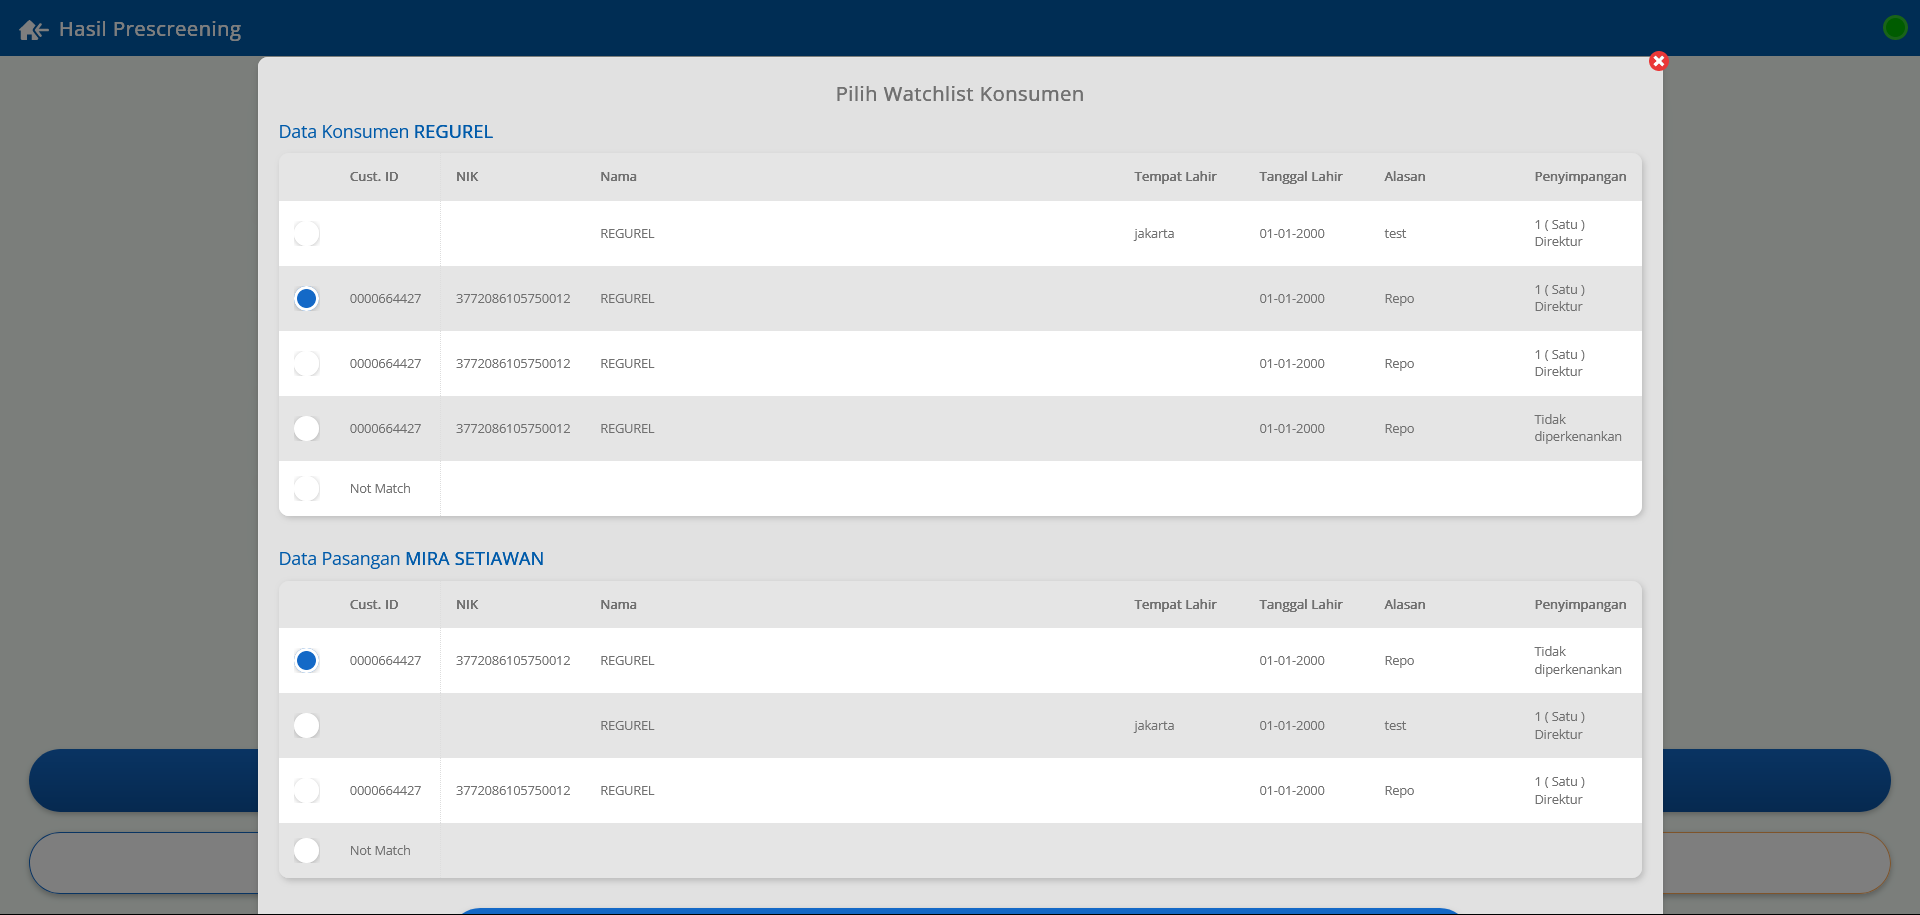 Hasil Prescreening
Pilih Watchlist Konsumen
Data Konsumen REGUREL
Cust. ID NIK Nama Tempat Lahir Tanggal Lahir Alasan Penyimpangan
REGUREL jakarta 01-01-2000 test 1 ( Satu ) Direktur
0000664427 3772086105750012 REGUREL 01-01-2000 Repo 1 ( Satu ) Direktur
0000664427 3772086105750012 REGUREL 01-01-2000 Repo 1 ( Satu ) Direktur
0000664427 3772086105750012 REGUREL 01-01-2000 Repo Tidak diperkenankan
Not Match
Data Pasangan MIRA SETIAWAN
Cust. ID NIK Nama Tempat Lahir Tanggal Lahir Alasan Penyimpangan
0000664427 3772086105750012 REGUREL 01-01-2000 Repo Tidak diperkenankan
REGUREL jakarta 01-01-2000 test 1 ( Satu ) Direktur
0000664427 3772086105750012 REGUREL 01-01-2000 Repo 1 ( Satu ) Direktur
Not Match